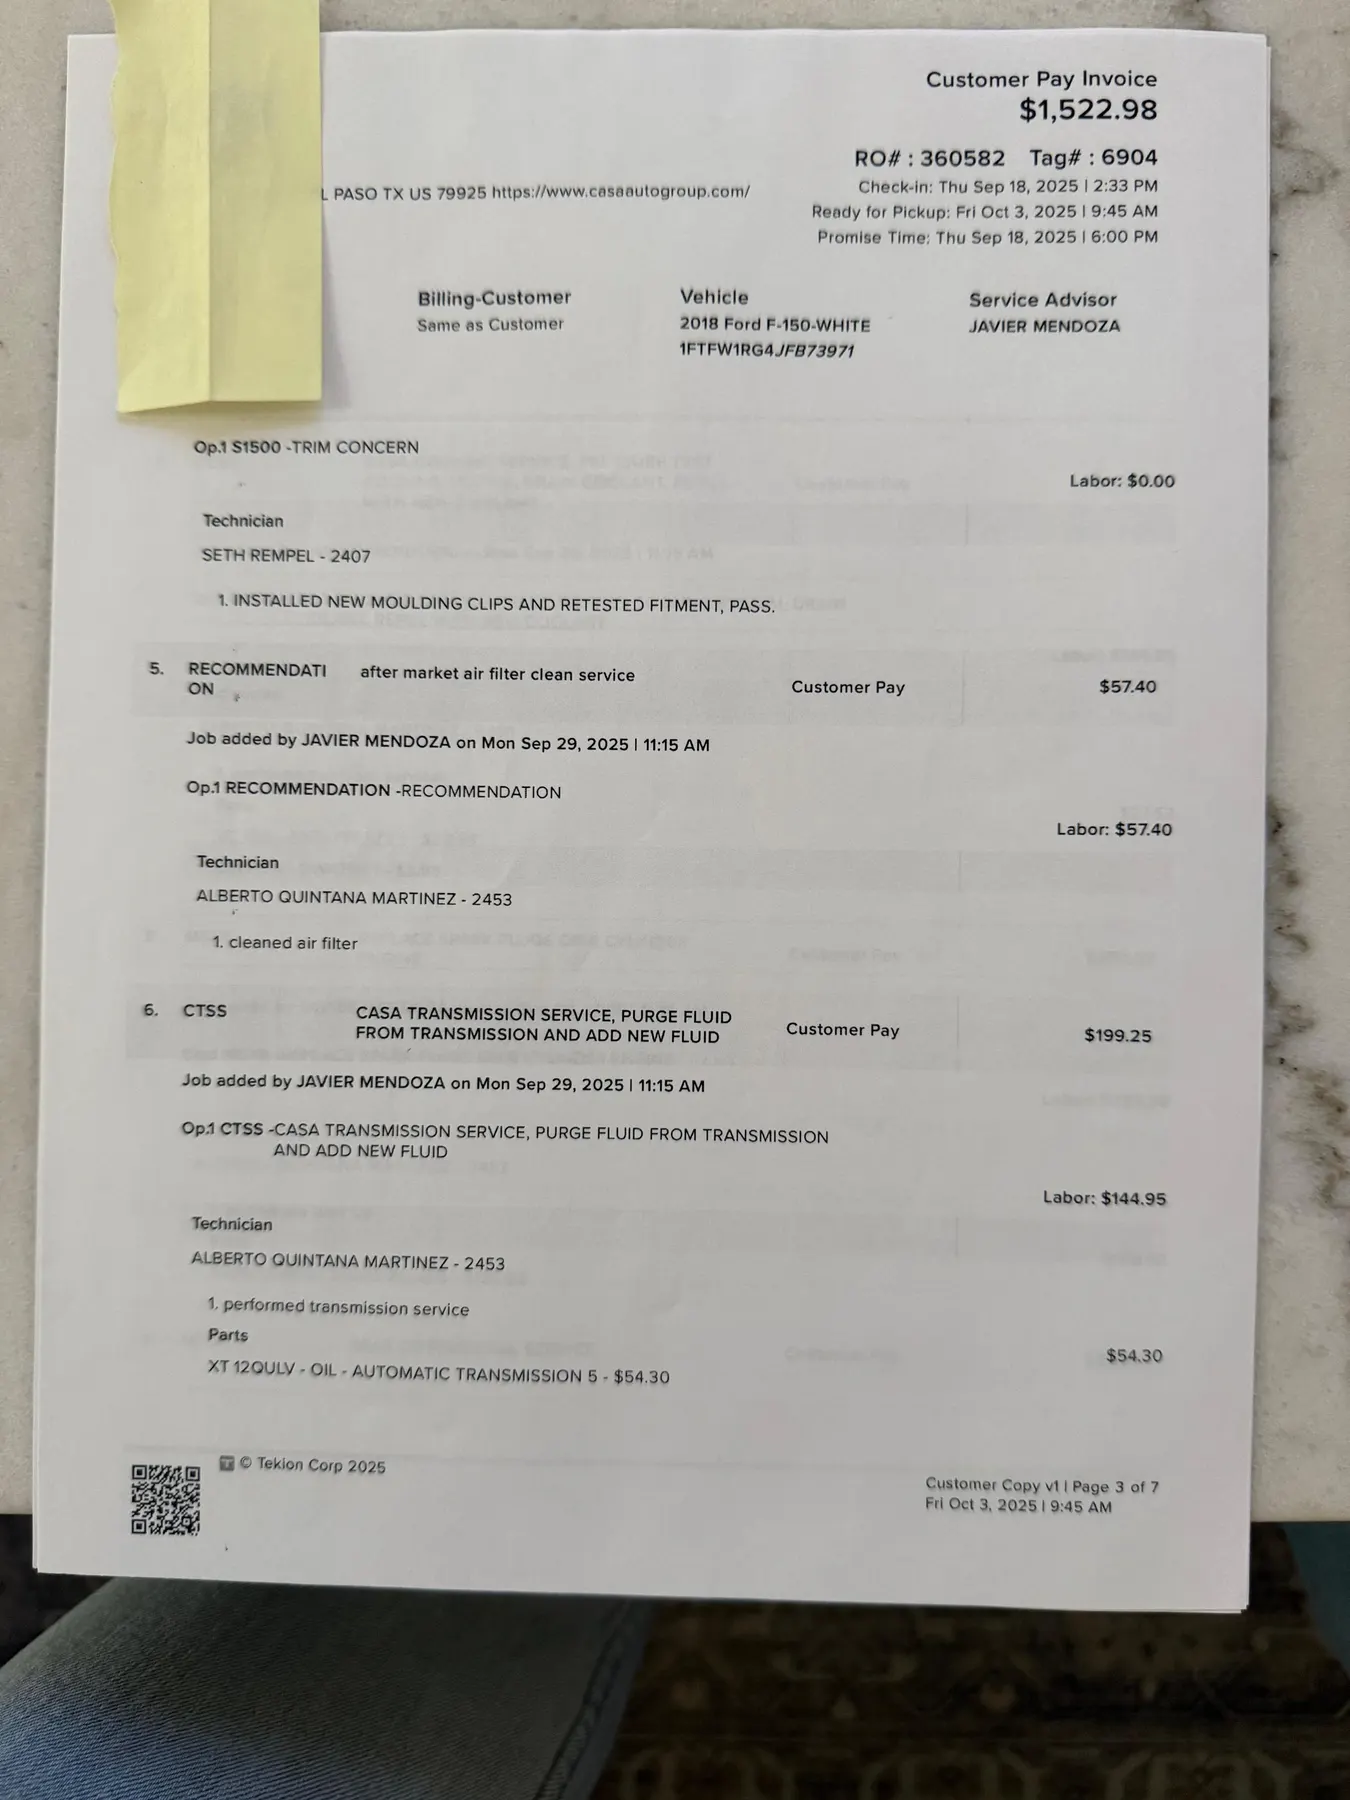 Customer Pay Invoice
$1,522.98
RO# : 360582 Tag# : 6904
Check-in: Thu Sep 18, 2025 | 2:33 PM
L PASO TX US 79925 https://www.casaautogroup.com/
Ready for Pickup: Fri Oct 3, 2025 | 9:45 AM
Promise Time: Thu Sep 18, 2025 | 6:00 PM
Billing-Customer
Same as Customer
Vehicle
2018 Ford F-150-WHITE
1FTFW1RG4JFB73971
Service Advisor
JAVIER MENDOZA
Op.1 S1500 -TRIM CONCERN
Labor: $0.00
Technician
SETH REMPEL - 2407
1. INSTALLED NEW MOULDING CLIPS AND RETESTED FITMENT, PASS.
5. RECOMMENDATI after market air filter clean service
ON
Customer Pay $57.40
Job added by JAVIER MENDOZA on Mon Sep 29, 2025 | 11:15 AM
Op.1 RECOMMENDATION -RECOMMENDATION
Labor: $57.40
Technician
ALBERTO QUINTANA MARTINEZ - 2453
1. cleaned air filter
6. CTSS CASA TRANSMISSION SERVICE, PURGE FLUID
FROM TRANSMISSION AND ADD NEW FLUID
Customer Pay $199.25
Job added by JAVIER MENDOZA on Mon Sep 29, 2025 | 11:15 AM
Op.1 CTSS -CASA TRANSMISSION SERVICE, PURGE FLUID FROM TRANSMISSION
AND ADD NEW FLUID
Labor: $144.95
Technician
ALBERTO QUINTANA MARTINEZ - 2453
1. performed transmission service
Parts
$54.30
XT 12QULV - OIL - AUTOMATIC TRANSMISSION 5 - $54.30
© Tekion Corp 2025
Customer Copy v1 | Page 3 of 7
Fri Oct 3, 2025 | 9:45 AM